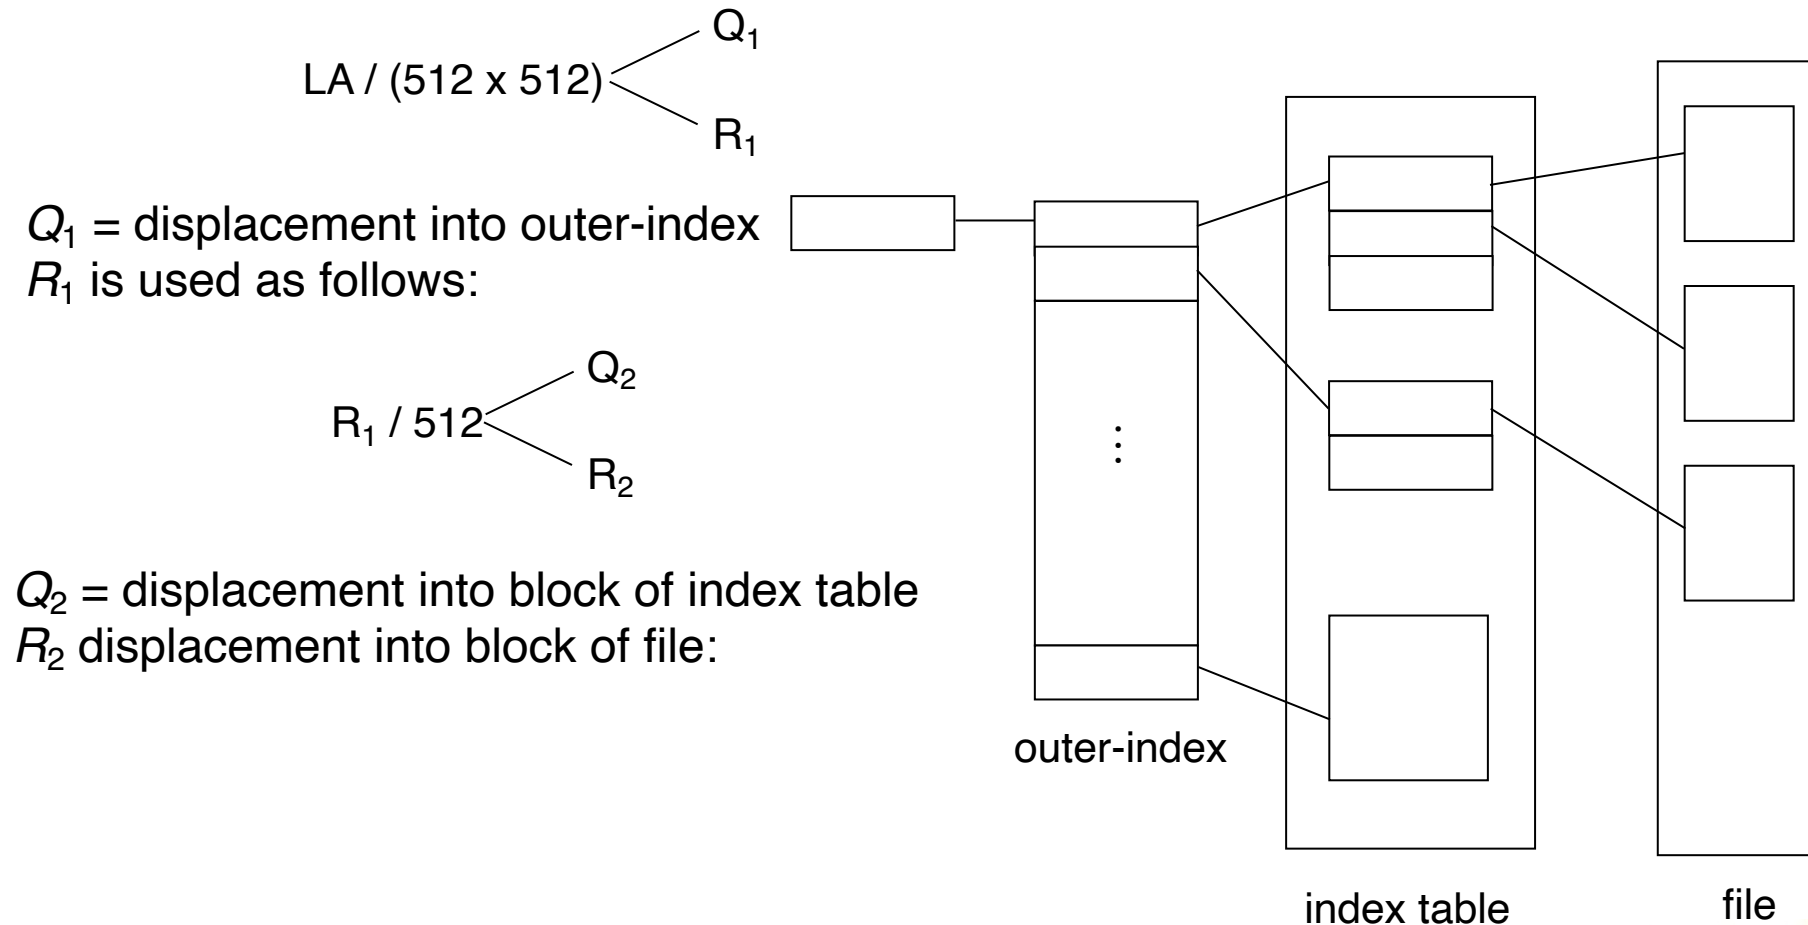 Q₁
LA / (512 x 512)
R₁
Q₁ = displacement into outer-index
R₁ is used as follows:
Q₂
R₁ / 512
R₂
Q₂ = displacement into block of index table
R₂ displacement into block of file:
⋮
outer-index
index table
file